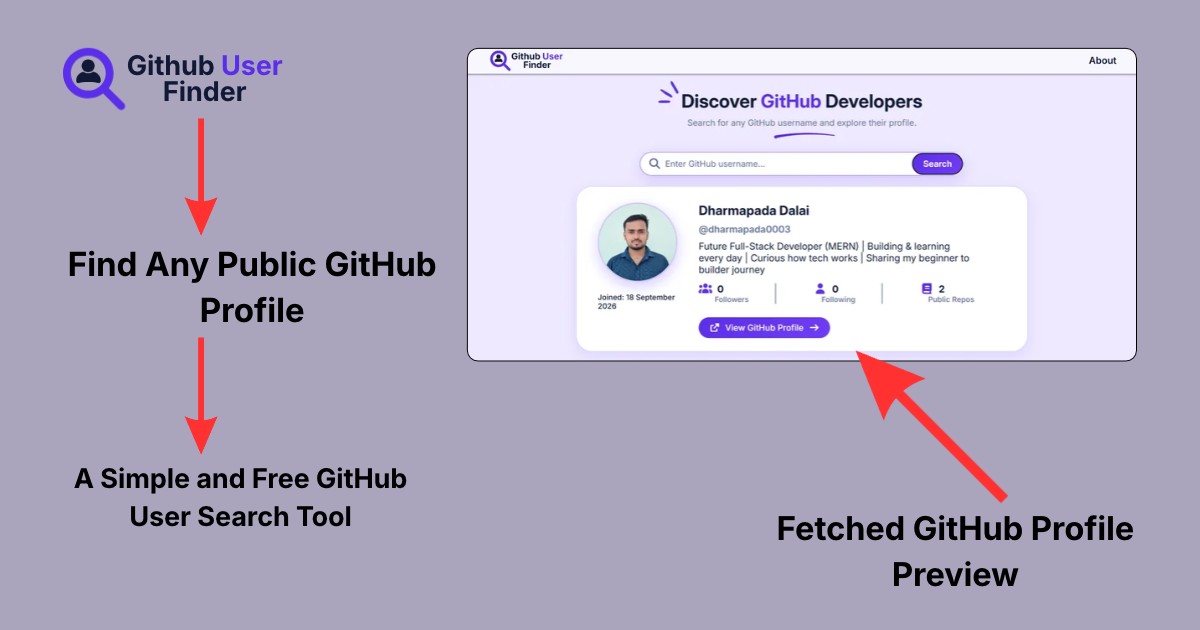 Github User
Finder
Find Any Public GitHub
Profile
A Simple and Free GitHub
User Search Tool
Github User
Finder
About
Discover GitHub Developers
Search for any GitHub username and explore their profile.
Enter GitHub username...
Search
Dharmapada Dalai
@dharmapada0003
Future Full-Stack Developer (MERN) | Building & learning
every day | Curious how tech works | Sharing my beginner to
builder journey
0
Followers
0
Following
2
Public Repos
Joined: 18 September
2026
View GitHub Profile
Fetched GitHub Profile
Preview